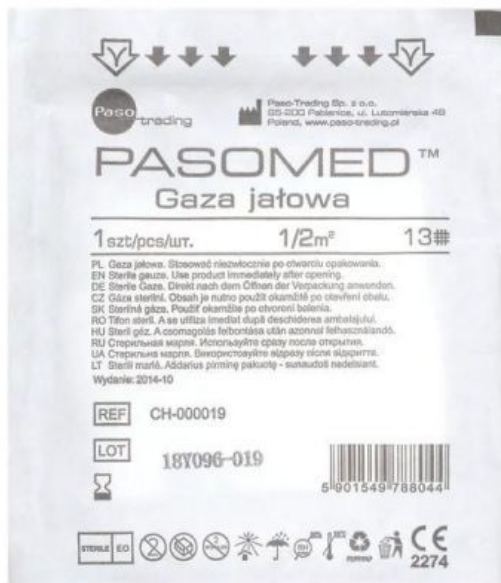 Paso
trading
Paso-Trading Sp. z o.o.
95-200 Pabianice, ul. Lutomierska 48
Poland, www.paso-trading.pl
PASOMED™
Gaza jałowa
1 szt/pcs/шт. 1/2m² 13#
PL Gaza jałowa. Stosować niezwłocznie po otwarciu opakowania.
EN Sterile gauze. Use product immediately after opening.
DE Sterile Gaze. Direkt nach dem Öffnen der Verpackung anwenden.
CZ Gáza sterilní. Obsah je nutno použít okamžitě po otevření obalu.
SK Sterilná gáza. Použiť okamžite po otvorení balenia.
RO Tifon steril. A se utiliza imediat după deschiderea ambalajului.
HU Steril géz. A csomagolás felbontása után azonnal felhasználandó.
RU Стерильная марля. Используйте сразу после открытия.
UA Стерильна марля. Використовуйте відразу після відкриття.
LT Sterili marlė. Atidarius pirminę pakuotę - sunaudoti nedelsiant.
Wydanie: 2014-10
REF CH-000019
LOT 18Y096-019
5 901549 788044
STERILE EO
2
CE
2274